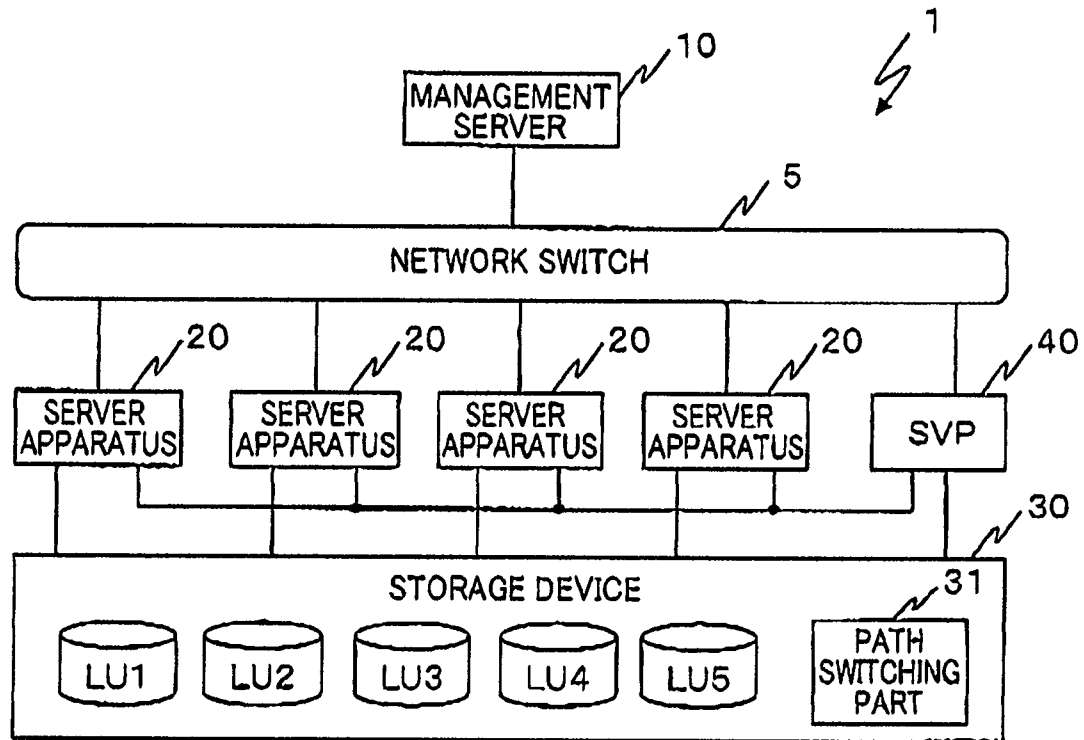 1
10
MANAGEMENT
SERVER
5
NETWORK SWITCH
20
20
20
20
40
SERVER
APPARATUS
SERVER
APPARATUS
SERVER
APPARATUS
SERVER
APPARATUS
SVP
30
STORAGE DEVICE
31
LU1
LU2
LU3
LU4
LU5
PATH
SWITCHING
PART